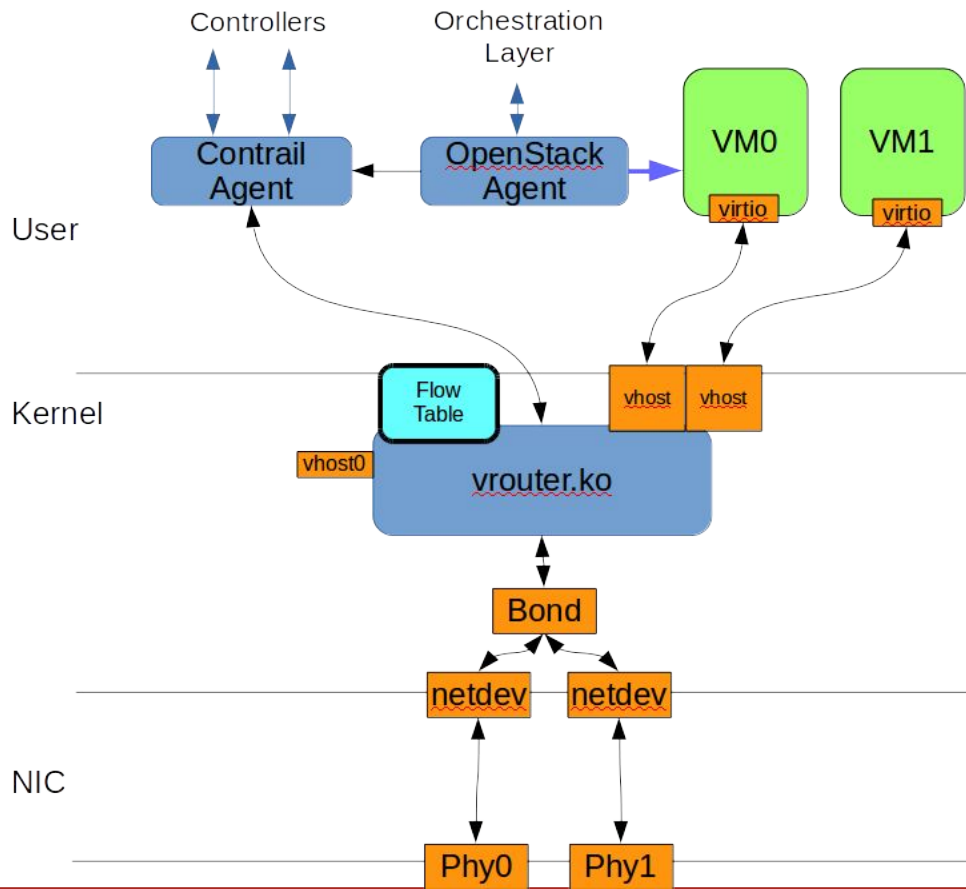 Controllers
Orchestration
Layer
Contrail
Agent
OpenStack
Agent
VM0
VM1
virtio
virtio
User
Kernel
Flow
Table
vhost
vhost
vhost0
vrouter.ko
Bond
netdev
netdev
NIC
Phy0
Phy1